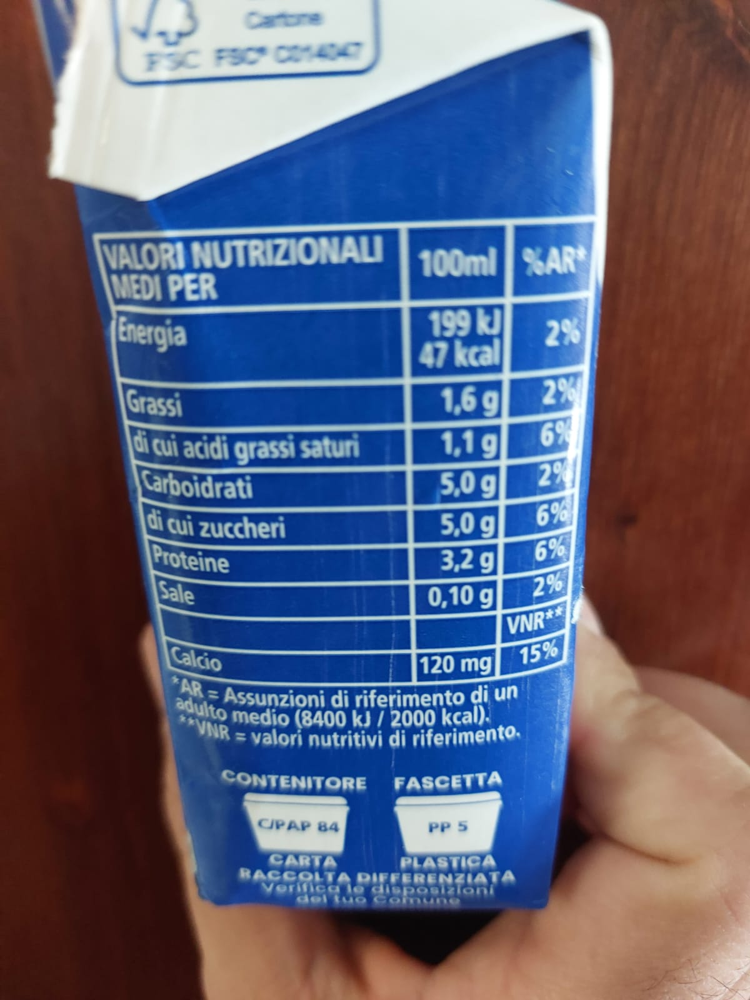 Cartone
FSC FSC® C014047
VALORI NUTRIZIONALI MEDI PER 100ml %AR*
Energia 199 kJ 47 kcal 2%
Grassi 1,6 g 2%
di cui acidi grassi saturi 1,1 g 6%
Carboidrati 5,0 g 2%
di cui zuccheri 5,0 g 6%
Proteine 3,2 g 6%
Sale 0,10 g 2%
VNR**
Calcio 120 mg 15%
*AR = Assunzioni di riferimento di un
adulto medio (8400 kJ / 2000 kcal).
**VNR = valori nutritivi di riferimento.
CONTENITORE FASCETTA
C/PAP 84 PP 5
CARTA PLASTICA
RACCOLTA DIFFERENZIATA
Verifica le disposizioni
del tuo Comune